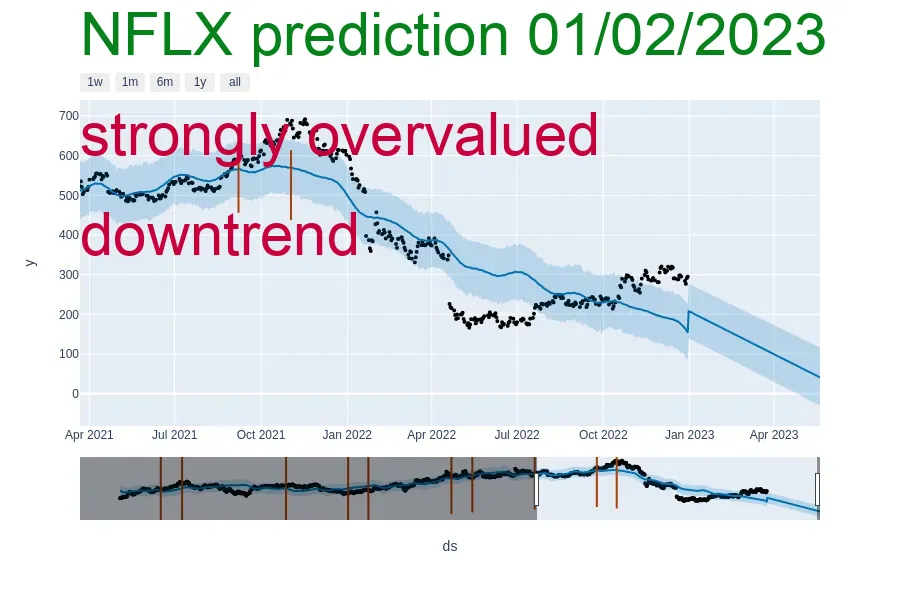 NFLX prediction 01/02/2023
1w 1m 6m 1y all
strongly overvalued
downtrend
700
600
500
400
300
200
100
0
y
Apr 2021 Jul 2021 Oct 2021 Jan 2022 Apr 2022 Jul 2022 Oct 2022 Jan 2023 Apr 2023
ds